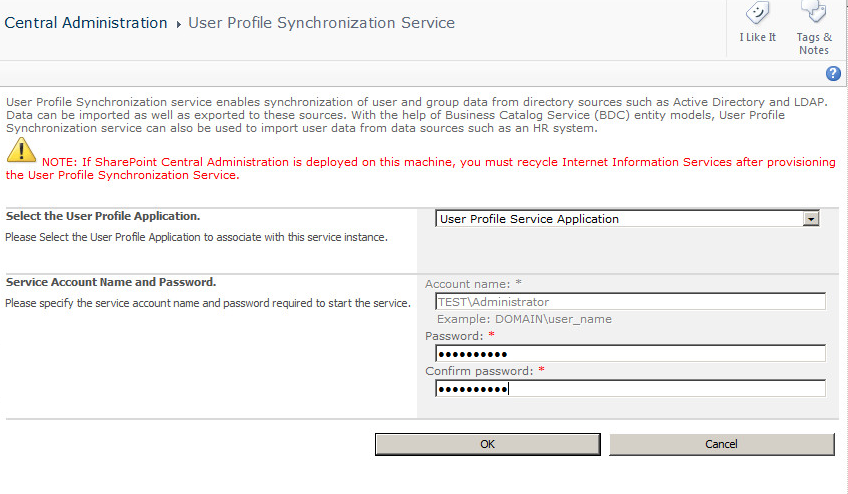 Central Administration ▸ User Profile Synchronization Service
I Like It
Tags &
Notes
User Profile Synchronization service enables synchronization of user and group data from directory sources such as Active Directory and LDAP.
Data can be imported as well as exported to these sources. With the help of Business Catalog Service (BDC) entity models, User Profile
Synchronization service can also be used to import user data from data sources such as an HR system.
NOTE: If SharePoint Central Administration is deployed on this machine, you must recycle Internet Information Services after provisioning
the User Profile Synchronization Service.
Select the User Profile Application.
Please Select the User Profile Application to associate with this service instance.
User Profile Service Application
Service Account Name and Password.
Please specify the service account name and password required to start the service.
Account name: *
TEST\Administrator
Example: DOMAIN\user_name
Password: *
●●●●●●●●●●
Confirm password: *
●●●●●●●●●●
OK
Cancel